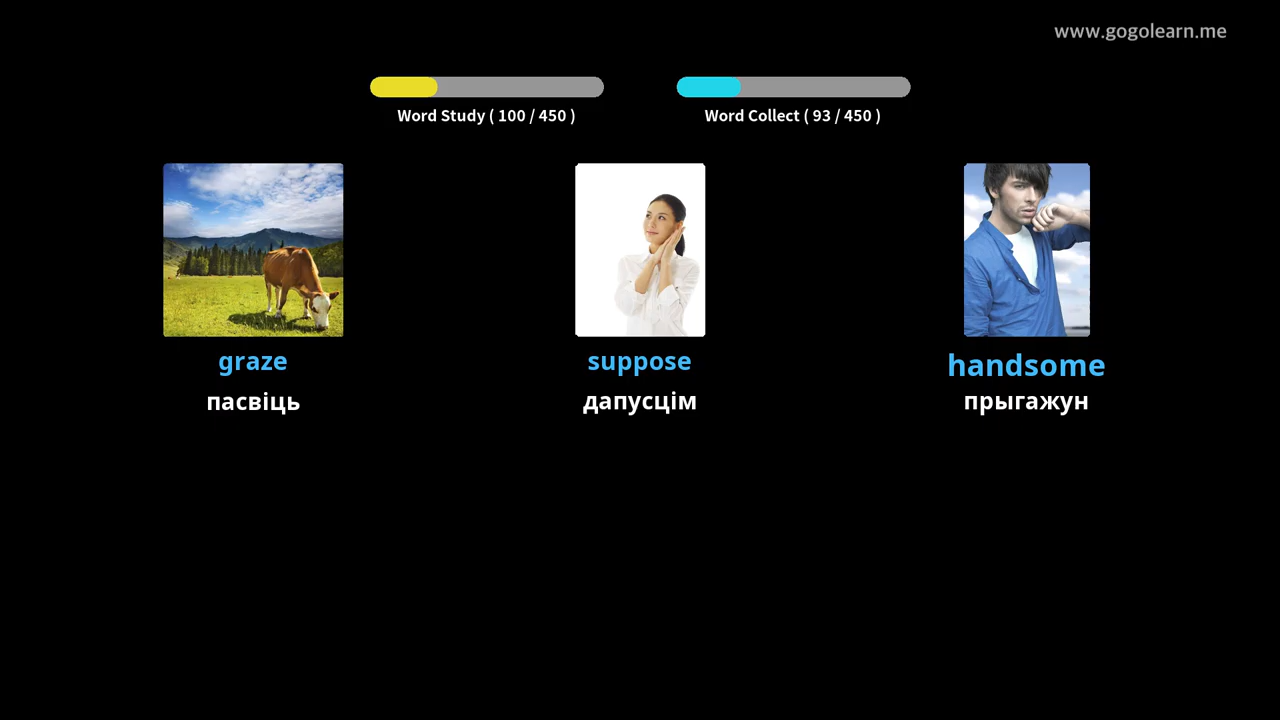 www.gogolearn.me
Word Study ( 100 / 450 )
Word Collect ( 93 / 450 )
graze
suppose
handsome
пасвіць
дапусцім
прыгажун